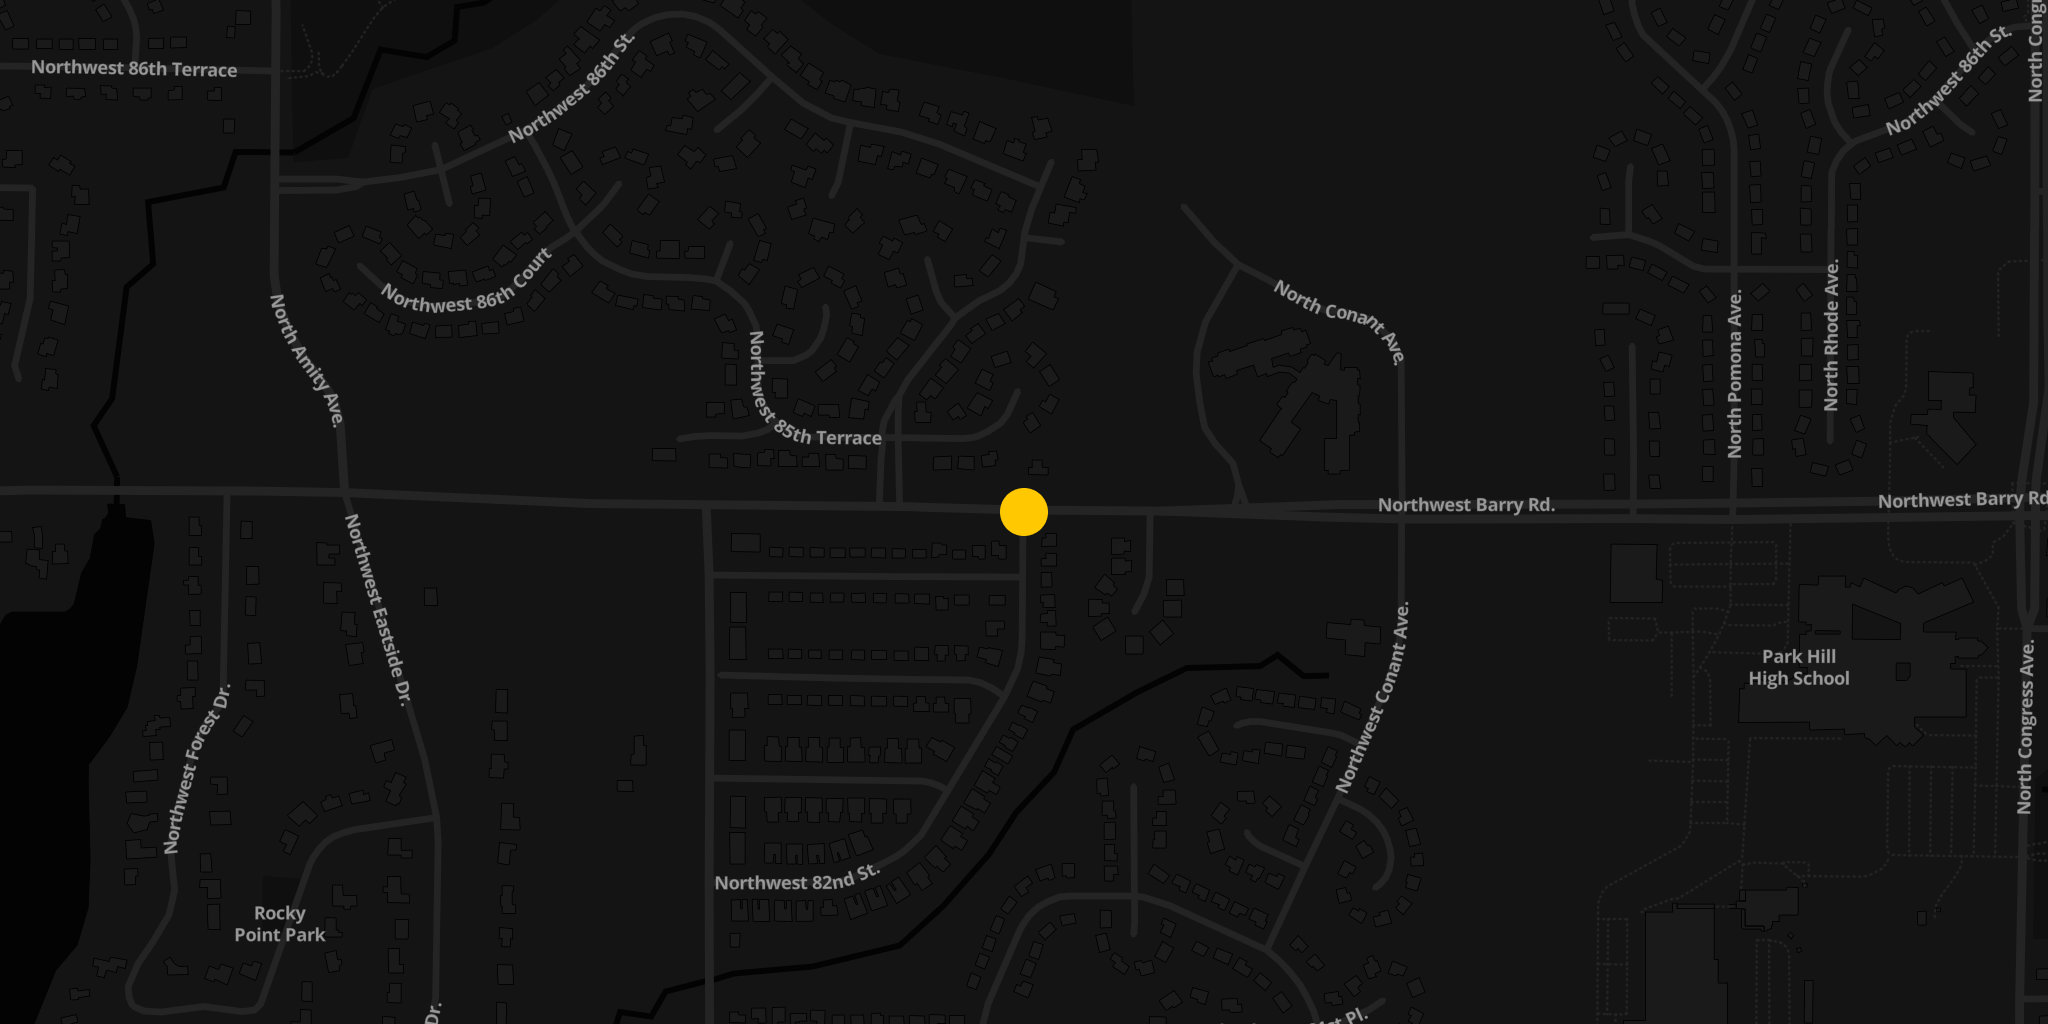 Northwest 86th Terrace
Northwest 86th St.
Northwest 86th St.
North Amity Ave.
Northwest 86th Court
Northwest 85th Terrace
North Conant Ave.
North Pomona Ave.
North Rhode Ave.
Northwest Barry Rd.
Northwest Barry Rd
Northwest Eastside Dr.
Northwest Forest Dr.
Northwest Conant Ave.
Park Hill
High School
North Congress Ave.
Northwest 82nd St.
Rocky
Point Park
Dr.
North Congr